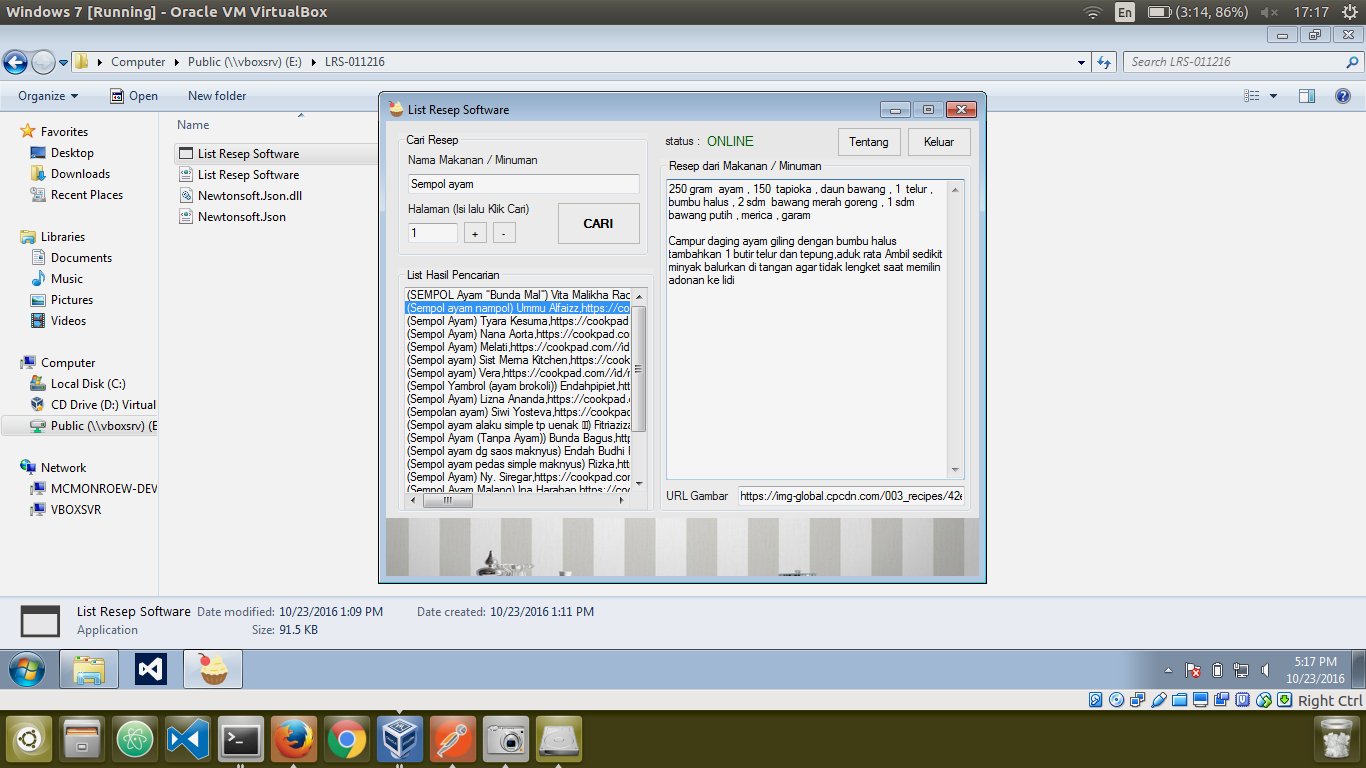 Windows 7 [Running] - Oracle VM VirtualBox
En
(3:14, 86%)
17:17
Computer
Public (\\vboxsrv) (E:)
LRS-011216
Search LRS-011216
Organize
Open
New folder
Favorites
Desktop
Downloads
Recent Places
Libraries
Documents
Music
Pictures
Videos
Computer
Local Disk (C:)
CD Drive (D:) Virtual
Public (\\vboxsrv) (E
Network
MCMONROEW-DEV
VBOXSVR
Name
List Resep Software
List Resep Software
Newtonsoft.Json.dll
Newtonsoft.Json
List Resep Software
Cari Resep
Nama Makanan / Minuman
Sempol ayam
Halaman (Isi lalu Klik Cari)
1
+
-
CARI
List Hasil Pencarian
(SEMPOL Ayam "Bunda Mal") Vita Malikha Rac
(Sempol ayam nampol) Ummu Alfaizz,https://co
(Sempol Ayam) Tyara Kesuma,https://cookpad
(Sempol Ayam) Nana Aorta,https://cookpad.co
(Sempol Ayam) Melati,https://cookpad.com//id
(Sempol ayam) Sist Mema Kitchen,https://cookpad
(Sempol ayam) Vera,https://cookpad.com//id/r
(Sempol Yambrol (ayam brokoli)) Endahpipiet,htt
(Sempol Ayam) Lizna Ananda,https://cookpad.
(Sempolan ayam) Siwi Yosteva,https://cookpad
(Sempol ayam alaku simple tp uenak ) Fitriaziza
(Sempol Ayam (Tanpa Ayam)) Bunda Bagus,http
(Sempol ayam dg saos maknyus) Endah Budhi
(Sempol ayam pedas simple maknyus) Rizka,htt
(Sempol Ayam) Ny. Siregar,https://cookpad.co
(Sempol Ayam Malang) Ina Harahap,https://co
status :
ONLINE
Tentang
Keluar
Resep dari Makanan / Minuman
250 gram ayam , 150 tapioka , daun bawang , 1 telur ,
bumbu halus , 2 sdm bawang merah goreng , 1 sdm
bawang putih , merica , garam
Campur daging ayam giling dengan bumbu halus
tambahkan 1 butir telur dan tepung,aduk rata Ambil sedikit
minyak balurkan di tangan agar tidak lengket saat memilin
adonan ke lidi
URL Gambar
https://img-global.cpcdn.com/003_recipes/42e
List Resep Software
Date modified: 10/23/2016 1:09 PM
Date created: 10/23/2016 1:11 PM
Application
Size: 91.5 KB
5:17 PM
10/23/2016
Right Ctrl